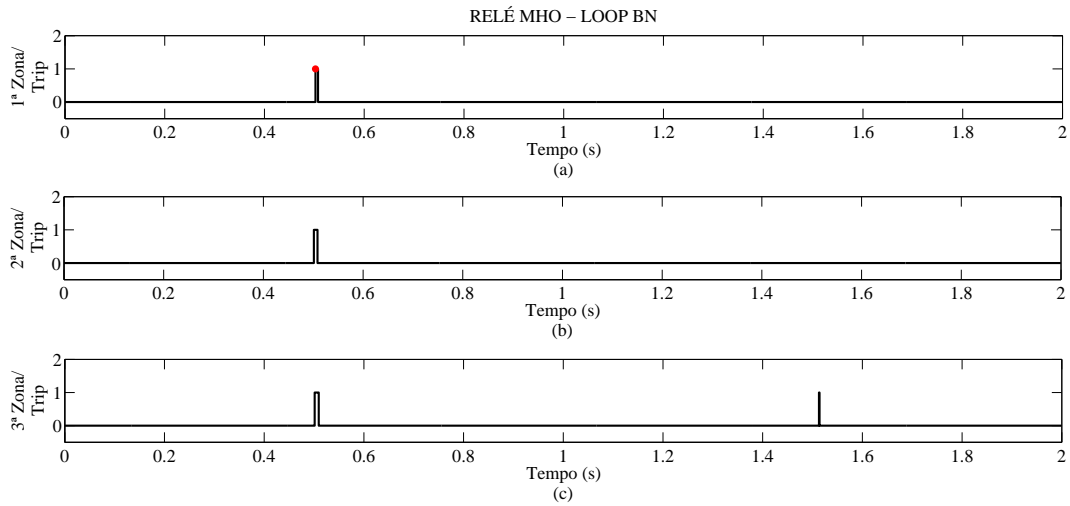 RELÉ MHO – LOOP BN
1ª Zona/
Trip
2
1
0
0 0.2 0.4 0.6 0.8 1 1.2 1.4 1.6 1.8 2
Tempo (s)
(a)
2ª Zona/
Trip
2
1
0
0 0.2 0.4 0.6 0.8 1 1.2 1.4 1.6 1.8 2
Tempo (s)
(b)
3ª Zona/
Trip
2
1
0
0 0.2 0.4 0.6 0.8 1 1.2 1.4 1.6 1.8 2
Tempo (s)
(c)